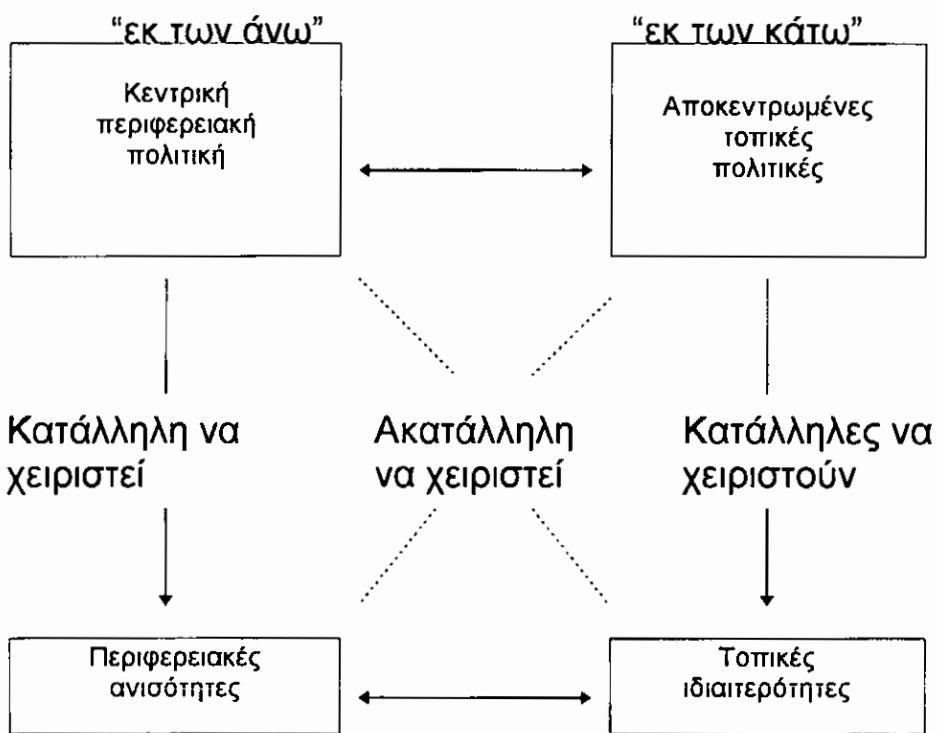 “εκ των άνω”
“εκ των κάτω”
Κεντρική
περιφερειακή
πολιτική
Αποκεντρωμένες
τοπικές
πολιτικές
Κατάλληλη να
χειριστεί
Ακατάλληλη
να χειριστεί
Κατάλληλες να
χειριστούν
Περιφερειακές
ανισότητες
Τοπικές
ιδιαιτερότητες